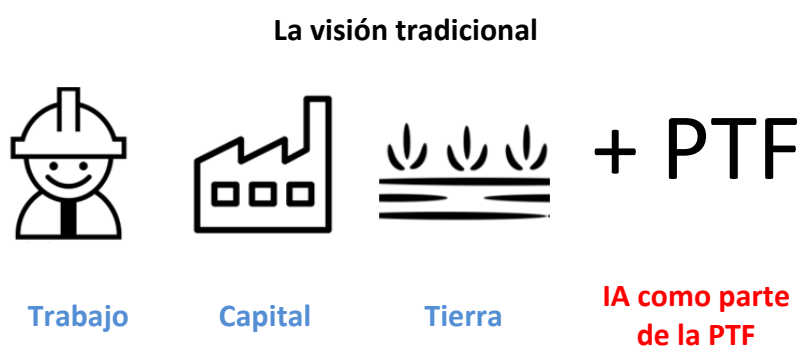 La visión tradicional
+ PTF
Trabajo
Capital
Tierra
IA como parte
de la PTF